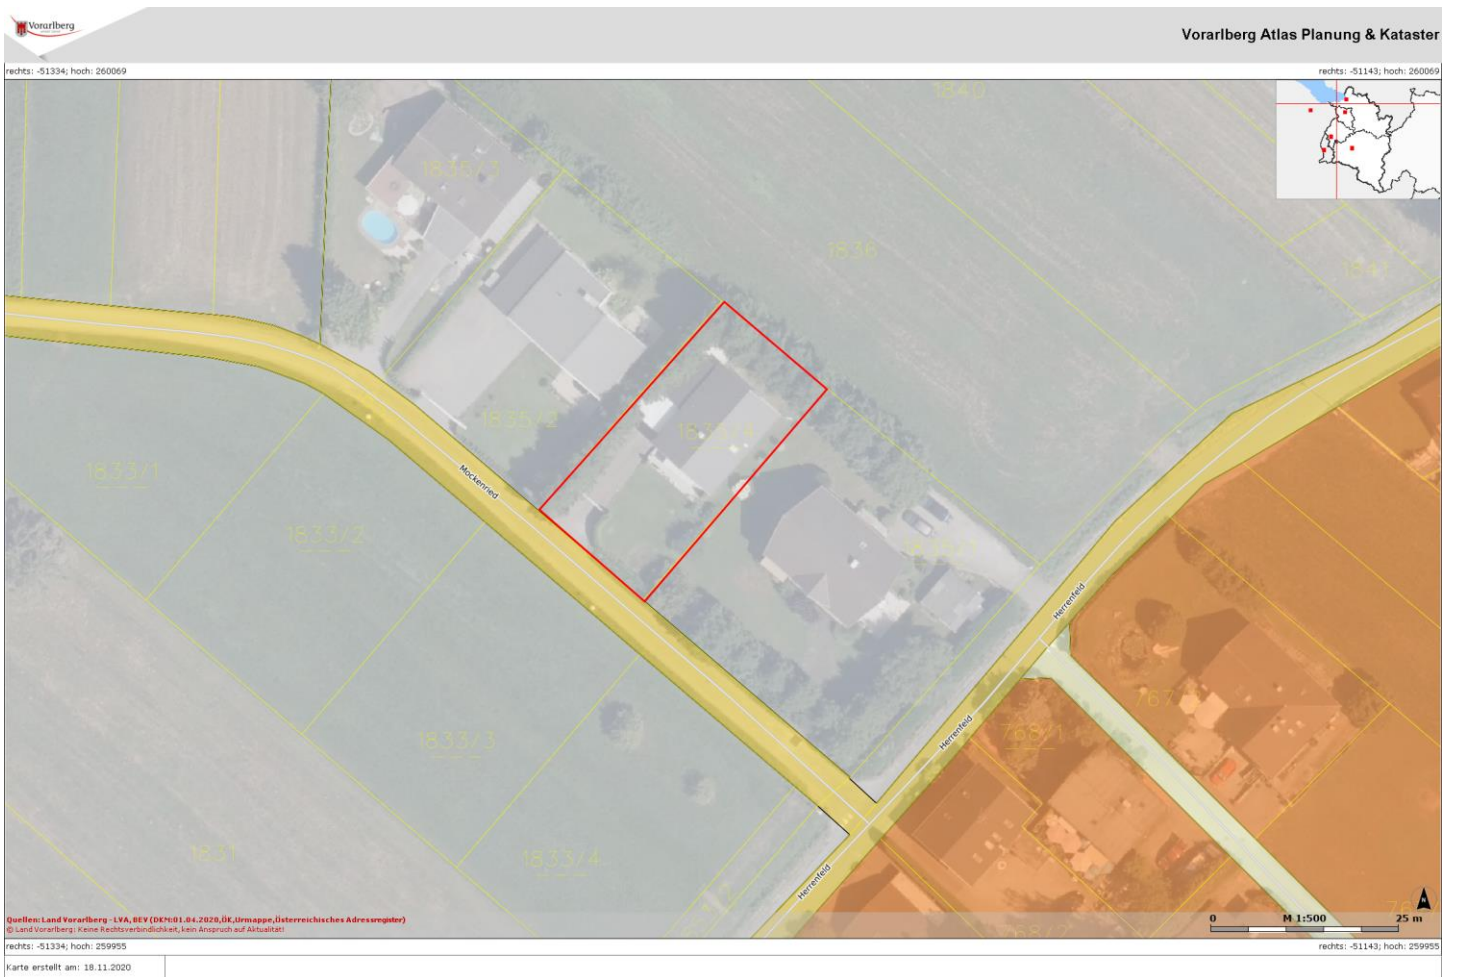 Vorarlberg
Vorarlberg Atlas Planung & Kataster
rechts: -51334; hoch: 260069
rechts: -51143; hoch: 260069
1840
1835/3
1836
1835/2
1833/1
Mockenried
1833/2
Herrenfeld
1833/3
Herrenfeld
768/1
1831
1833/4
Herrenfeld
Quellen: Land Vorarlberg - LVA, BEV (DKM:01.04.2020,ÖK,Urmappe,Österreichisches Adressregister)
© Land Vorarlberg: Keine Rechtsverbindlichkeit, kein Anspruch auf Aktualität!
N
0 M 1:500 25 m
rechts: -51334; hoch: 259955
rechts: -51143; hoch: 259955
Karte erstellt am: 18.11.2020